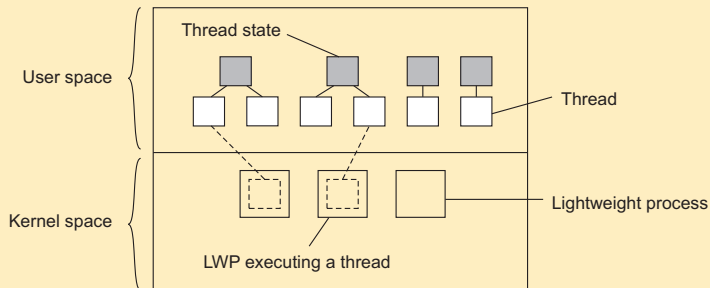 Thread state
User space
Thread
Kernel space
Lightweight process
LWP executing a thread